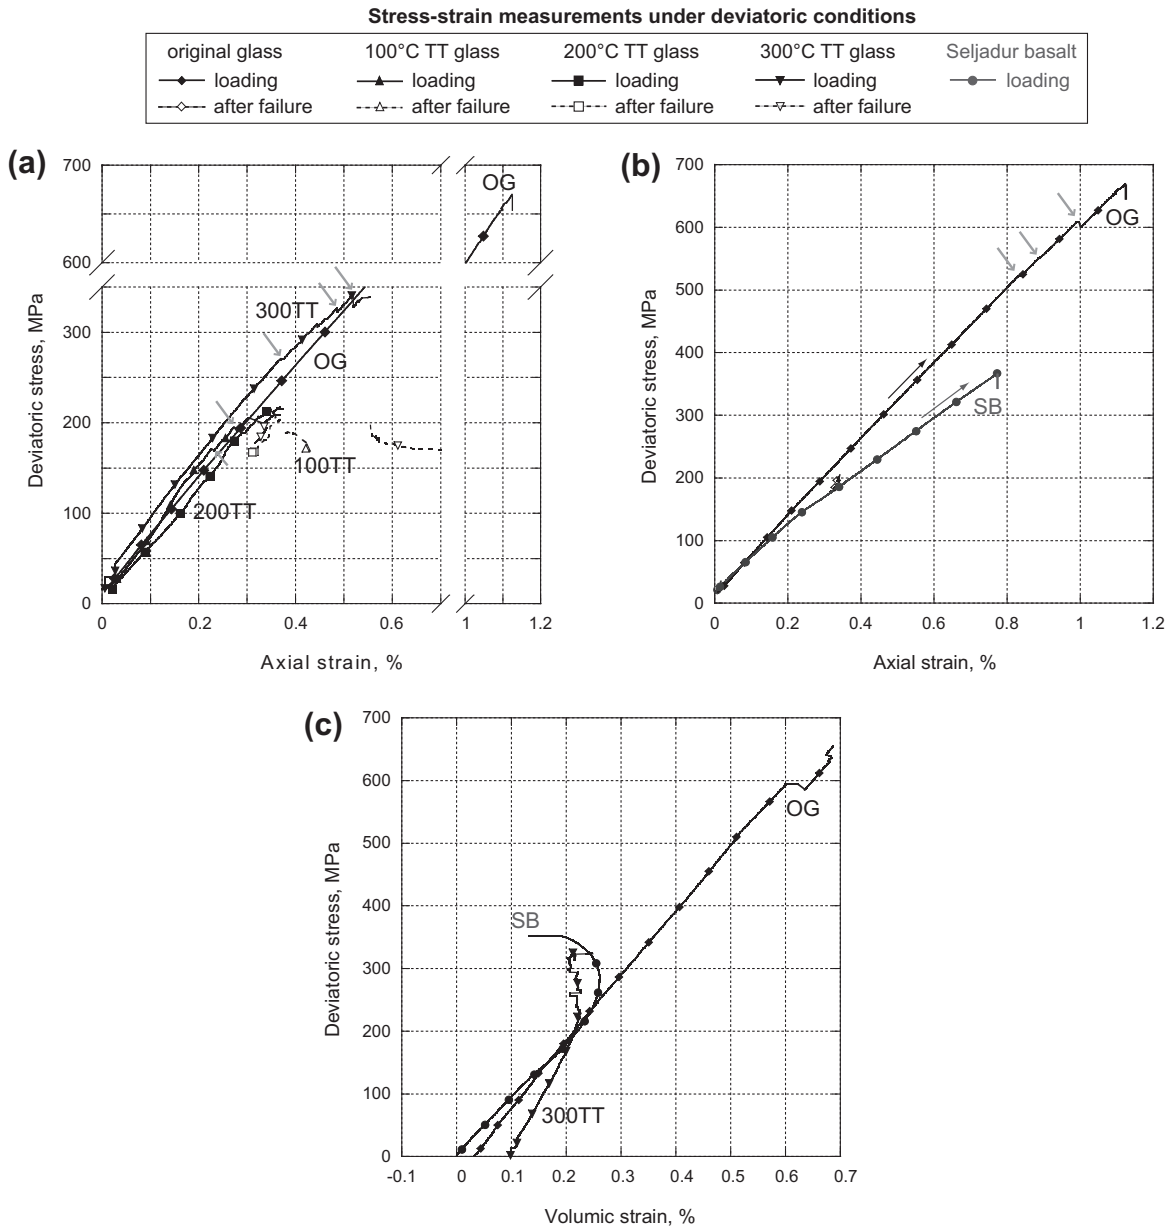 Stress-strain measurements under deviatoric conditions
original glass 100°C TT glass 200°C TT glass 300°C TT glass Seljadur basalt
loading loading loading loading loading
after failure after failure after failure after failure
(a)
700
600
300
200
100
0
Deviatoric stress, MPa
OG
300TT
OG
100TT
200TT
0 0.2 0.4 0.6 1 1.2
Axial strain, %
(b)
700
600
500
400
300
200
100
0
Deviatoric stress, MPa
OG
SB
0 0.2 0.4 0.6 0.8 1 1.2
Axial strain, %
(c)
700
600
500
400
300
200
100
0
Deviatoric stress, MPa
OG
SB
300TT
-0.1 0 0.1 0.2 0.3 0.4 0.5 0.6 0.7
Volumic strain, %